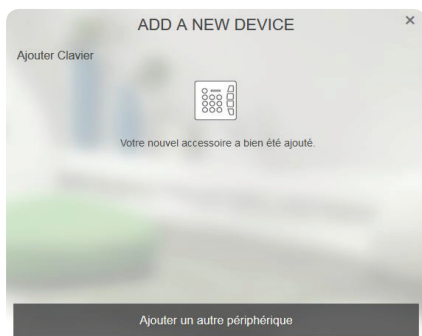 ADD A NEW DEVICE ×
Ajouter Clavier
Votre nouvel accessoire a bien été ajouté.
Ajouter un autre périphérique